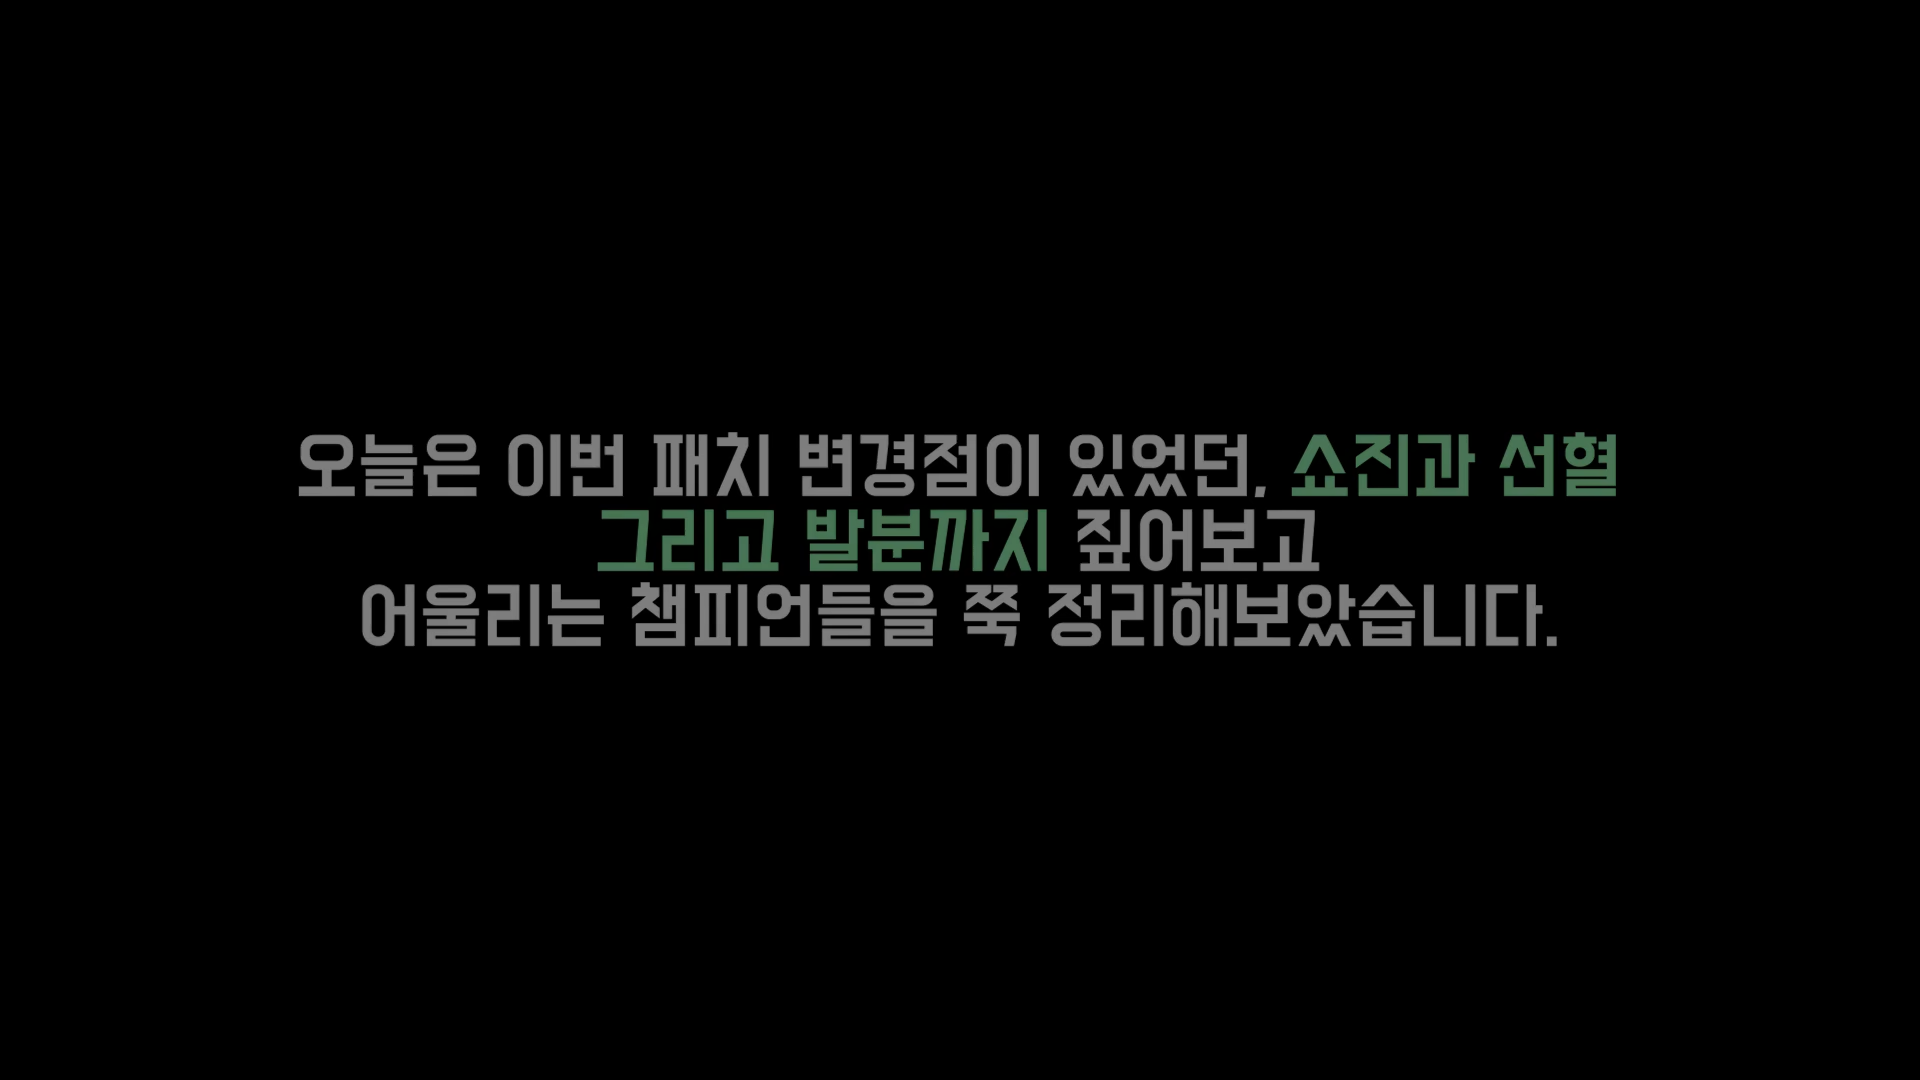 오늘은 이번 패치 변경점이 있었던, 쇼진과 선혈
그리고 발분까지 짚어보고
어울리는 챔피언들을 쭉 정리해보았습니다.